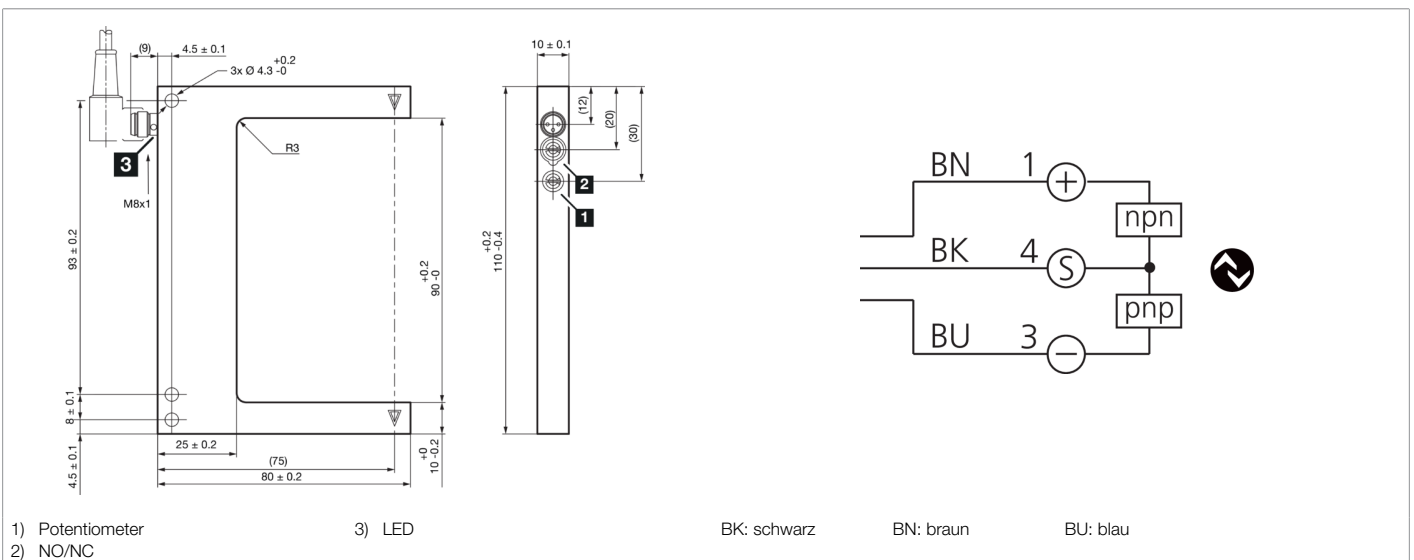 (9)
4.5 ± 0.1
+0.2
3x Ø 4.3 -0
3
M8x1
R3
93 ± 0.2
8 ± 0.1
4.5 ± 0.1
+0.2
90 -0
25 ± 0.2
(75)
80 ± 0.2
+0
10 -0.2
10 ± 0.1
(12)
(20)
(30)
2
1
+0.2
110 -0.4
BN 1 +
npn
BK 4 S
pnp
BU 3 −
1) Potentiometer 3) LED BK: schwarz BN: braun BU: blau
2) NO/NC